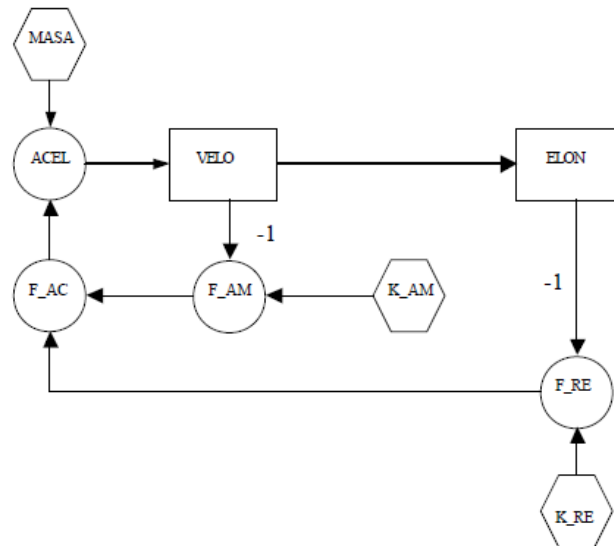 MASA
ACEL
VELO
ELON
-1
F_AC
F_AM
K_AM
-1
F_RE
K_RE